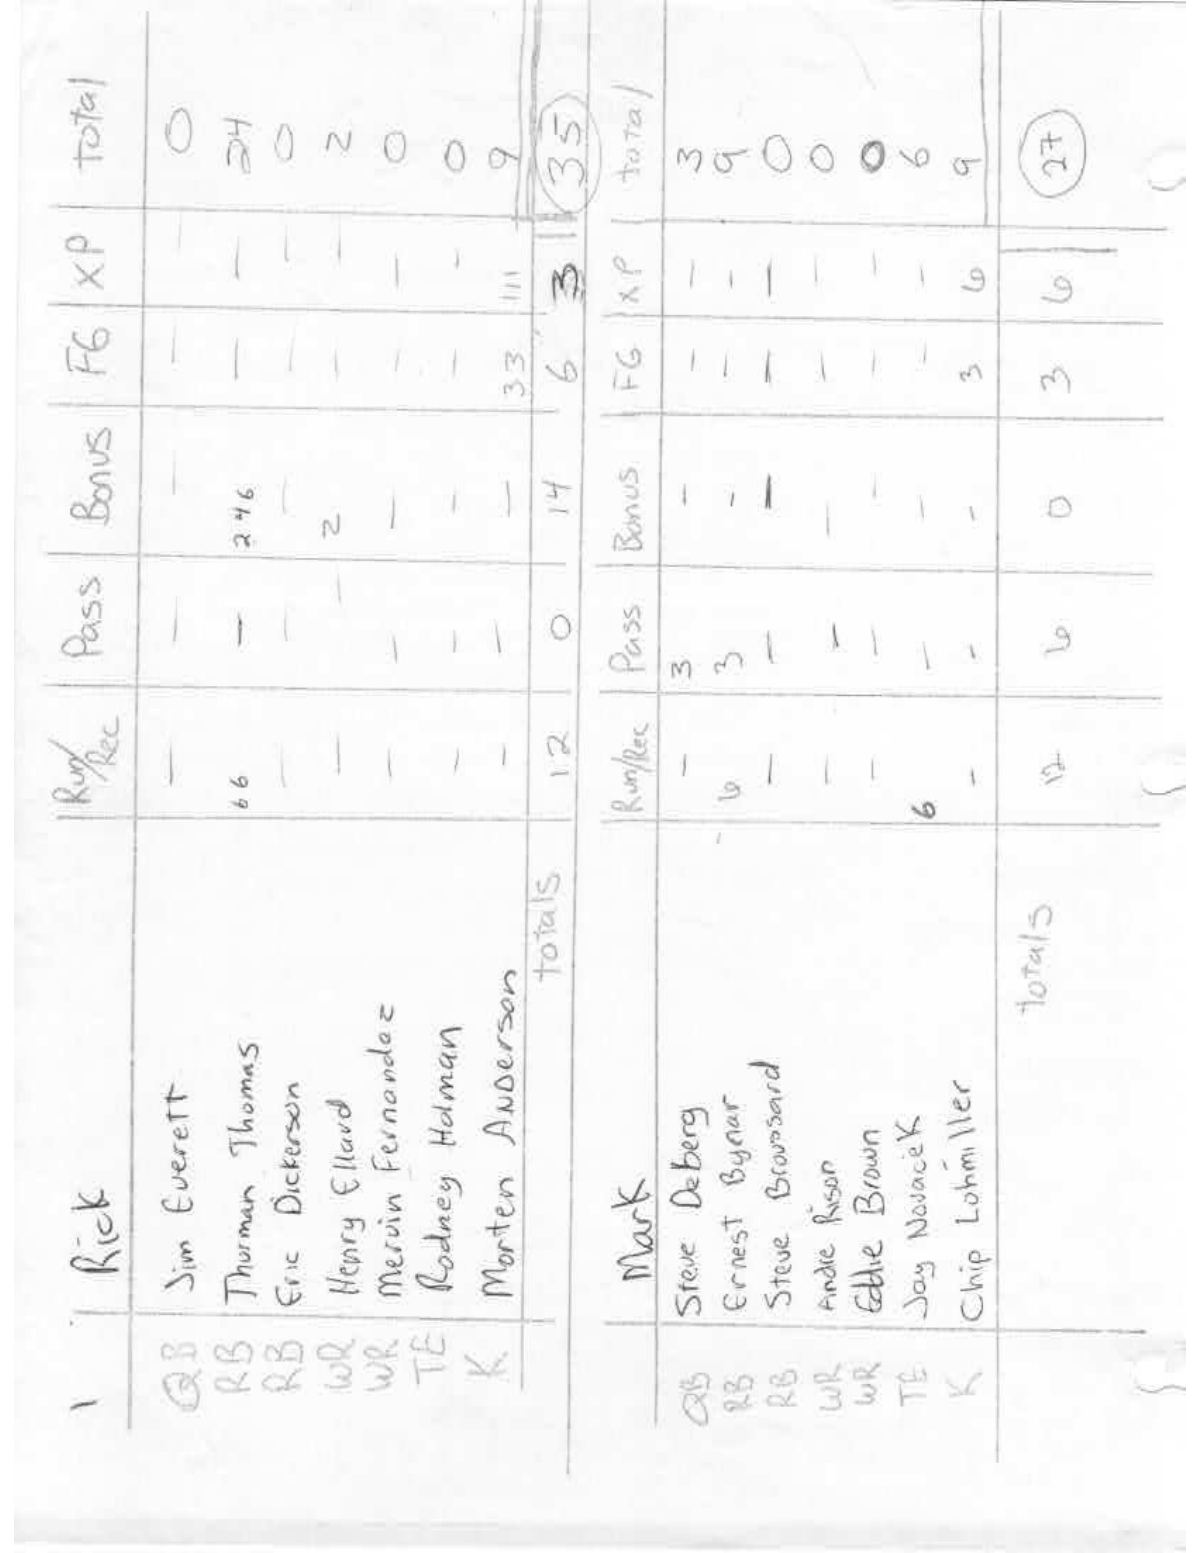 1 Rick Run/Rec Pass Bonus FG XP total
QB Jim Everett — — — — — 0
RB Thurman Thomas 66 — 246 — — 24
RB Eric Dickerson — — — — — 0
WR Henry Ellard — — 2 — — 2
WR Mervin Fernandez — — — — — 0
TE Rodney Holman — — — — — 0
K Morten ANDerson — — — 33 111 9
totals 12 0 14 6 3 35
Mark Run/Rec Pass Bonus FG XP total
QB Steve DeBerg — 3 — — — 3
RB Ernest Bynar 6 3 — — — 9
RB Steve Broussard — — — — — 0
WR Andre Rison — — — — — 0
WR Eddie Brown — — — — — 0
TE Jay Novacek 6 — — — — 6
K Chip Lohmiller — — — 3 6 9
totals 12 6 0 3 6 27